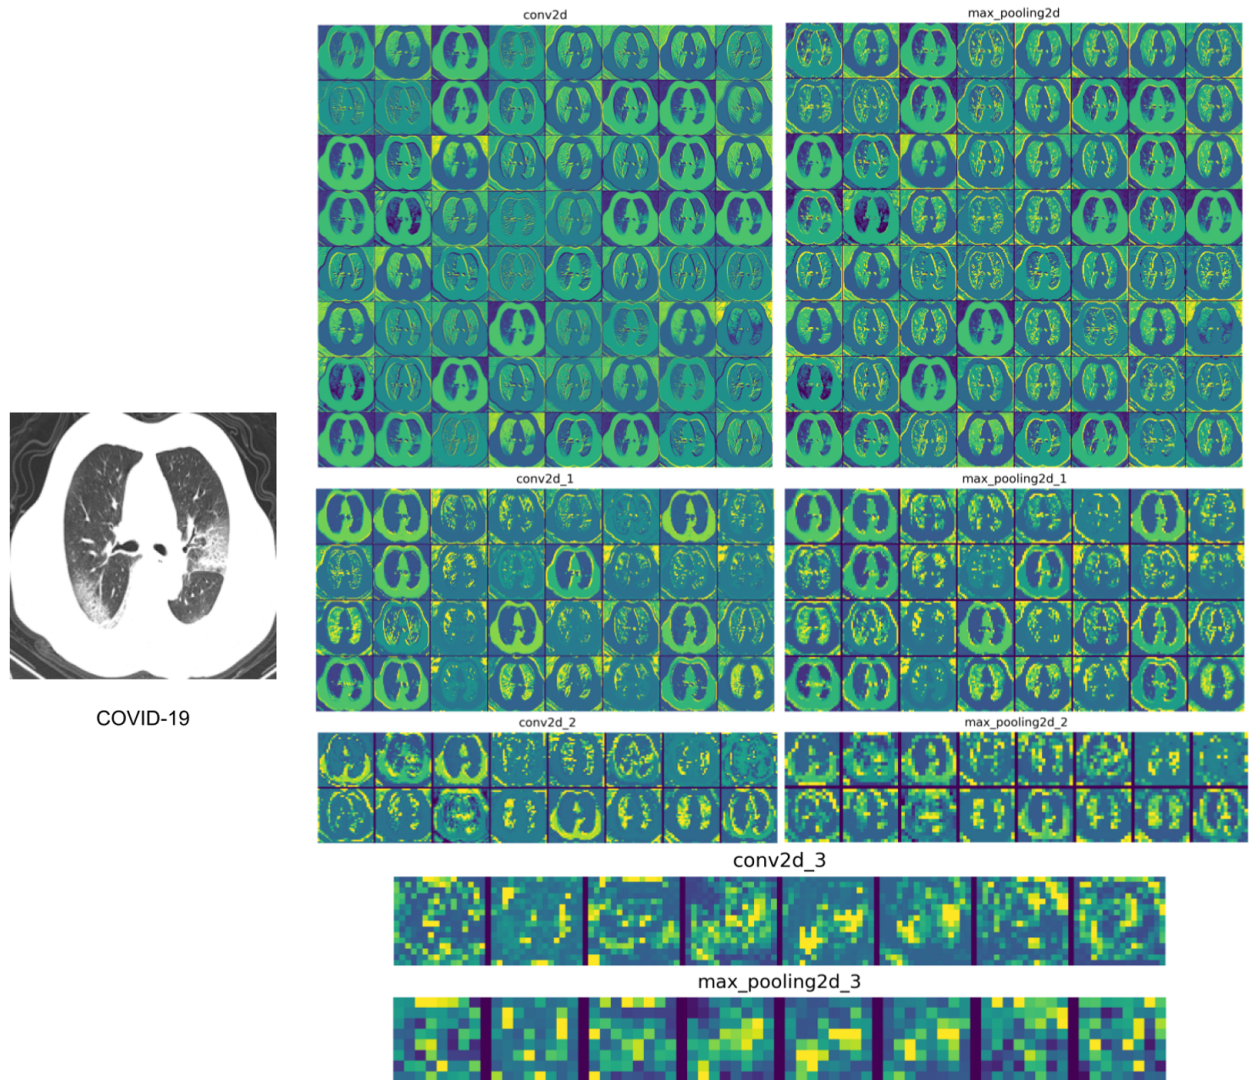 conv2d
max_pooling2d
conv2d_1
max_pooling2d_1
COVID-19
conv2d_2
max_pooling2d_2
conv2d_3
max_pooling2d_3